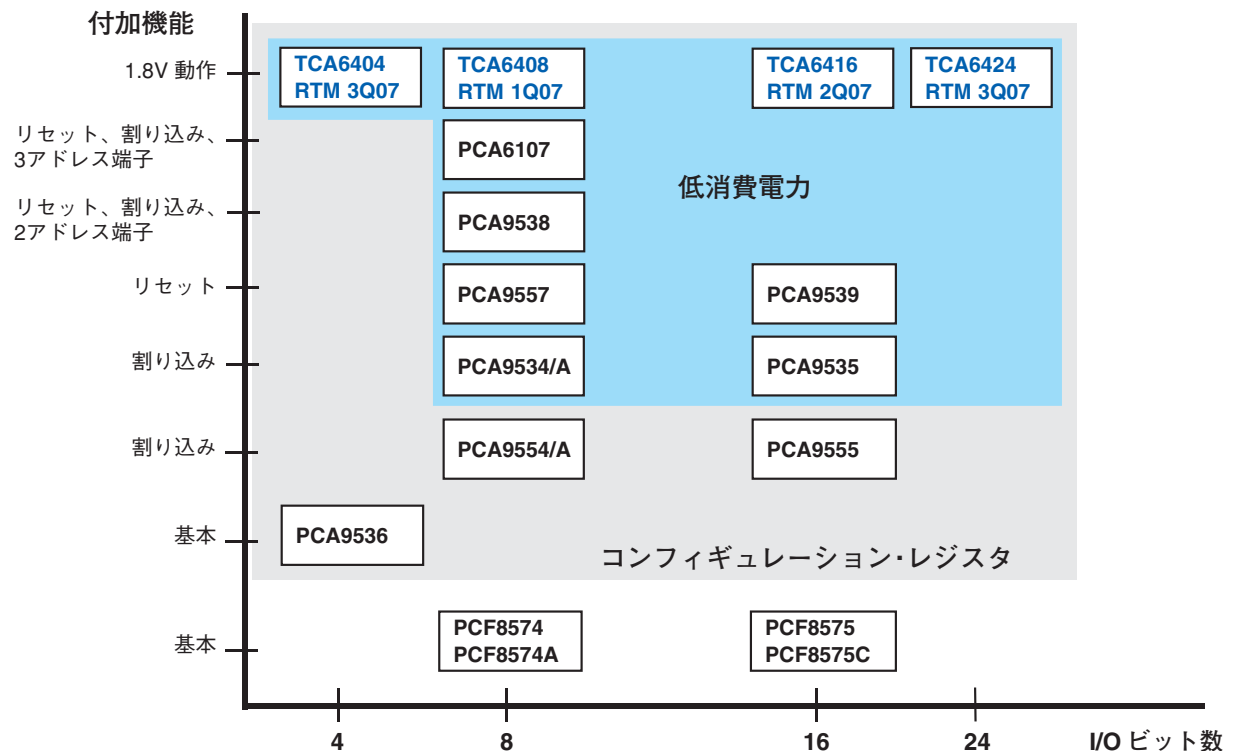 付加機能
1.8V 動作
TCA6404
RTM 3Q07
TCA6408
RTM 1Q07
TCA6416
RTM 2Q07
TCA6424
RTM 3Q07
リセット、割り込み、
3アドレス端子
PCA6107
低消費電力
リセット、割り込み、
2アドレス端子
PCA9538
リセット
PCA9557
PCA9539
割り込み
PCA9534/A
PCA9535
割り込み
PCA9554/A
PCA9555
基本
PCA9536
コンフィギュレーション・レジスタ
基本
PCF8574
PCF8574A
PCF8575
PCF8575C
4
8
16
24
I/O ビット数